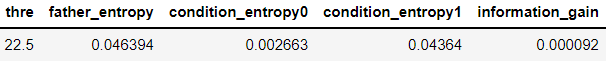 thre father_entropy condition_entropy0 condition_entropy1 information_gain
22.5 0.046394 0.002663 0.04364 0.000092